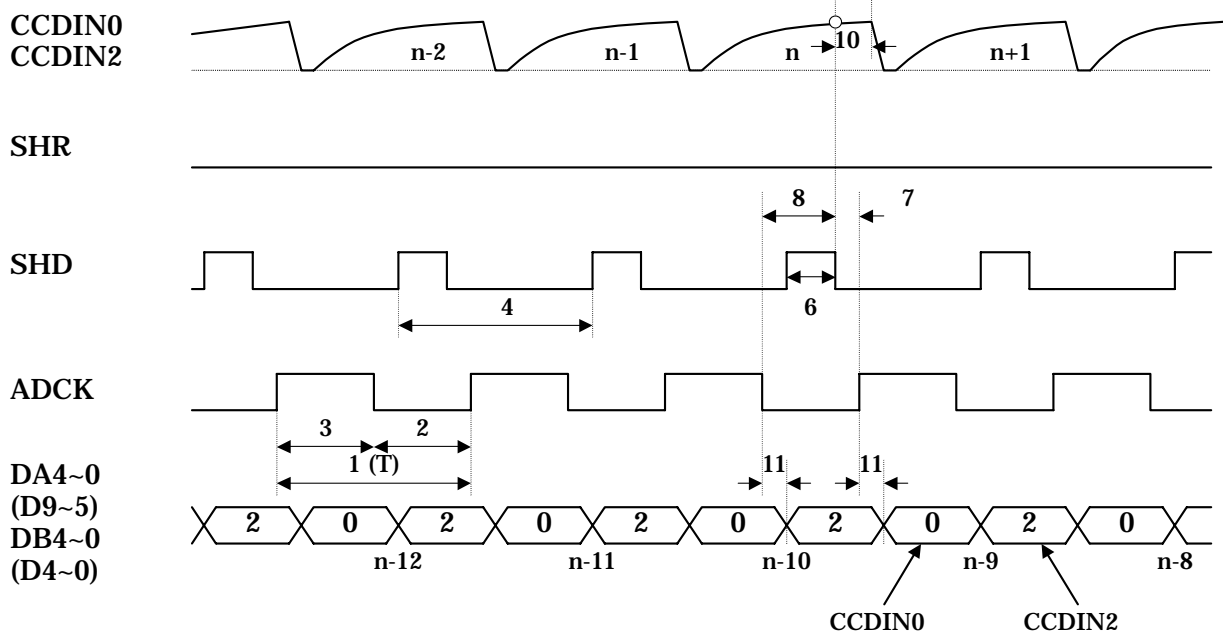 CCDIN0
CCDIN2
n-2 n-1 n 10 n+1
SHR
8 7
SHD
4 6
ADCK
3 2
1 (T)
11 11
DA4~0
(D9~5)
DB4~0
(D4~0)
2 0 2 0 2 0 2 0 2 0
n-12 n-11 n-10 n-9 n-8
CCDIN0 CCDIN2